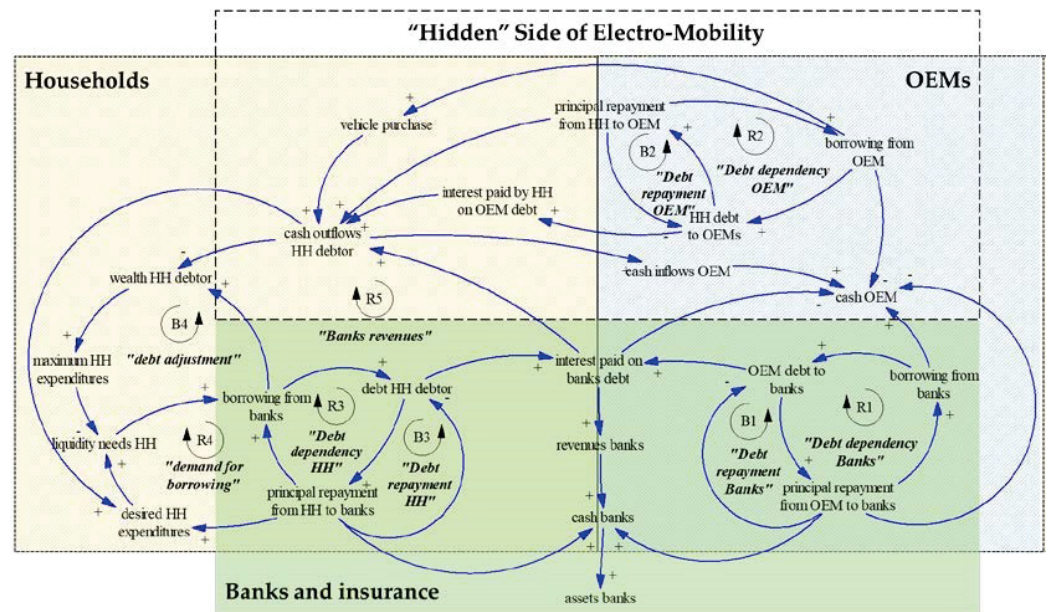 “Hidden” Side of Electro-Mobility
Households
OEMs
vehicle purchase
principal repayment
from HH to OEM
R2
B2
borrowing from
OEM
"Debt dependency
OEM"
"Debt
repayment
OEM"
interest paid by HH
on OEM debt
HH debt
to OEMs
cash outflows
HH debtor
cash inflows OEM
wealth HH debtor
cash OEM
R5
B4
"Banks revenues"
"debt adjustment"
maximum HH
expenditures
debt HH debtor
interest paid on
banks debt
OEM debt to
banks
borrowing from
banks
borrowing from
banks
R3
R1
B3
B1
liquidity needs HH
R4
"Debt
dependency
HH"
"Debt
repayment
HH"
revenues banks
"Debt
repayment
Banks"
"Debt dependency
Banks"
"demand for
borrowing"
principal repayment
from HH to banks
principal repayment
from OEM to banks
desired HH
expenditures
cash banks
Banks and insurance
assets banks